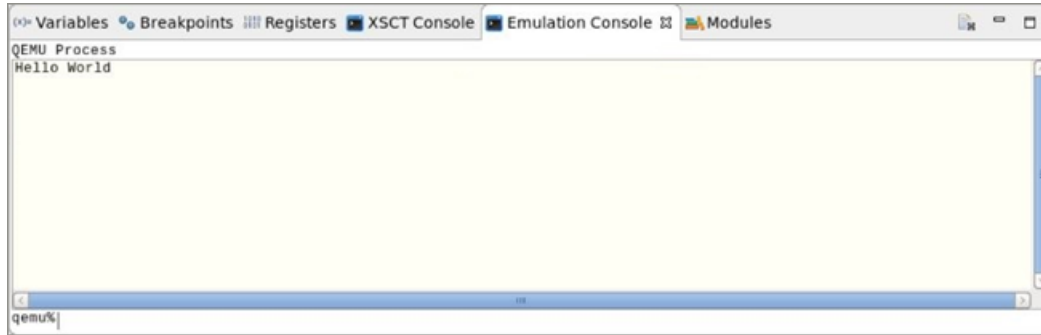 Variables Breakpoints Registers XSCT Console Emulation Console Modules
QEMU Process
Hello World
qemu%